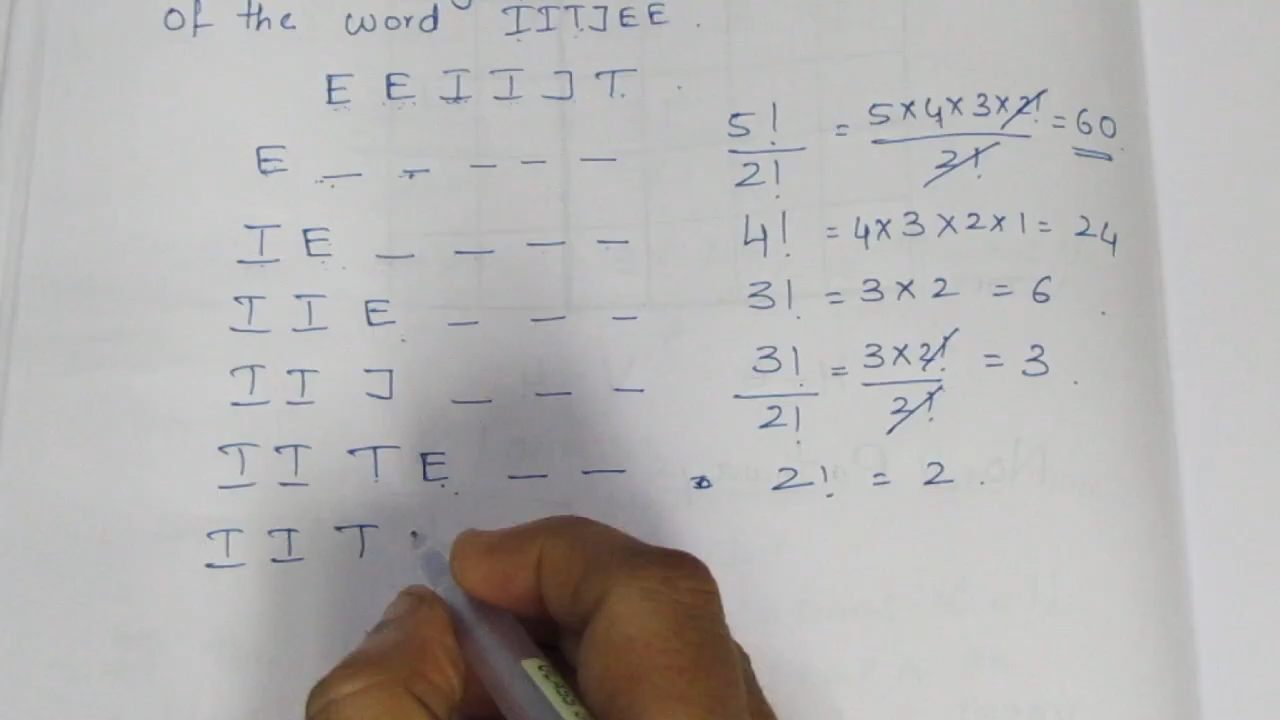 of the word IITJEE.
E E I I J T.
E _ _ _ _ _ 5!/2! = 5×4×3×2!/2! = 60
I E _ _ _ _ 4! = 4×3×2×1 = 24
I I E _ _ _ 3! = 3×2 = 6
I I J _ _ _ 3!/2! = 3×2!/2! = 3
I I T E _ _ 2! = 2.
I I T